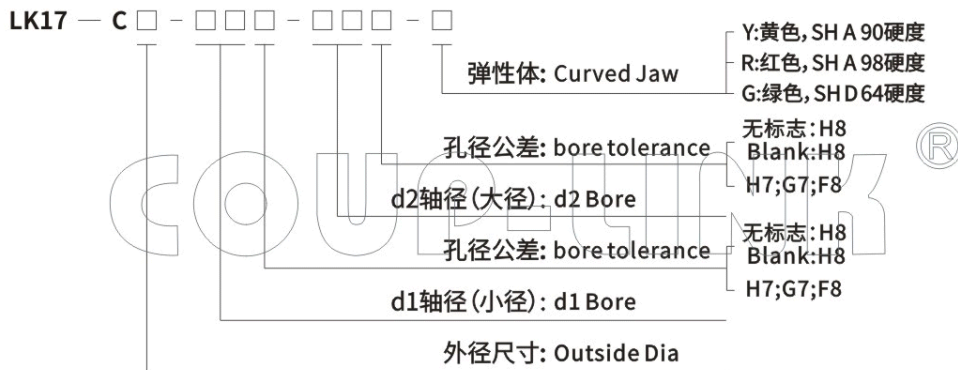 LK17 — C□ - □□□ - □□□ - □
Y:黄色, SH A 90硬度
弹性体: Curved Jaw
R:红色, SH A 98硬度
G:绿色, SH D 64硬度
无标志: H8
孔径公差: bore tolerance
Blank:H8
H7;G7;F8
d2轴径(大径): d2 Bore
无标志: H8
孔径公差: bore tolerance
Blank:H8
H7;G7;F8
d1轴径(小径): d1 Bore
外径尺寸: Outside Dia
COUP-LINK ®